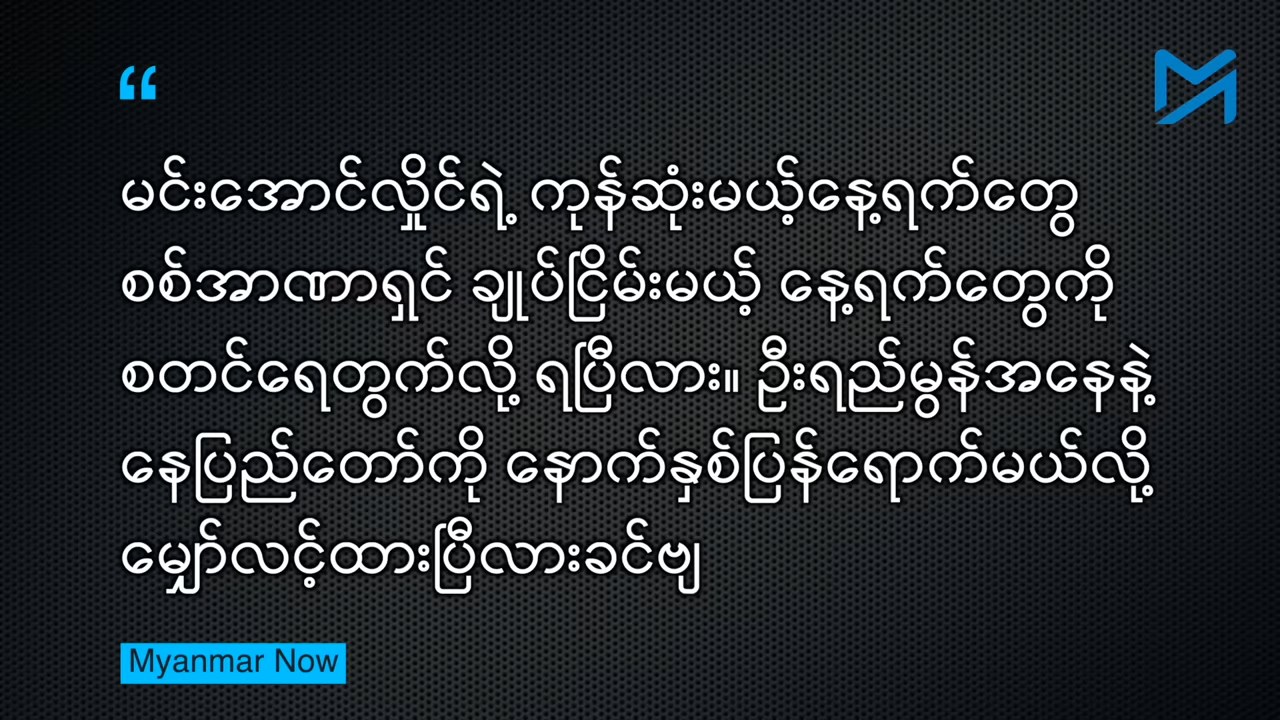 “
မင်းအောင်လှိုင်ရဲ့ ကုန်ဆုံးမယ့်နေ့ရက်တွေ
စစ်အာဏာရှင် ချုပ်ငြိမ်းမယ့် နေ့ရက်တွေကို
စတင်ရေတွက်လို့ ရပြီလား။ ဦးရည်မွန်အနေနဲ့
နေပြည်တော်ကို နောက်နှစ်ပြန်ရောက်မယ်လို့
မျှော်လင့်ထားပြီလားခင်ဗျ
Myanmar Now